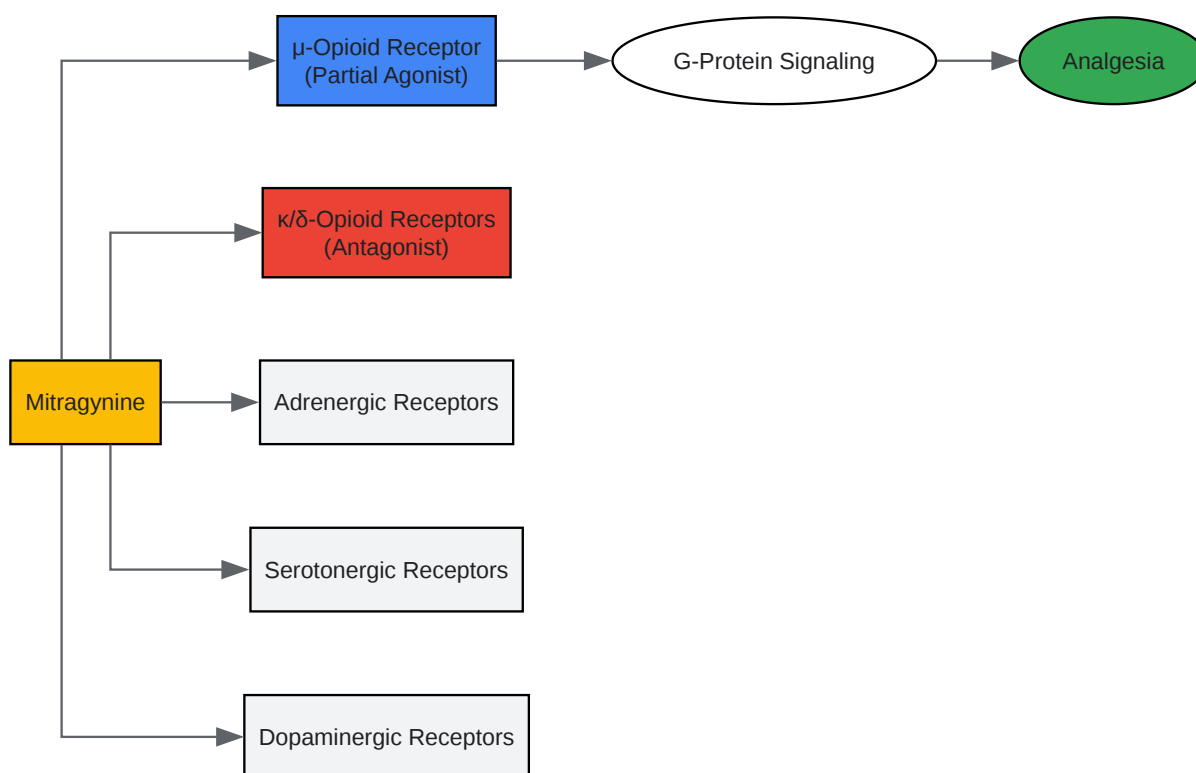 μ-Opioid Receptor
(Partial Agonist)
G-Protein Signaling
Analgesia
κ/δ-Opioid Receptors
(Antagonist)
Mitragynine
Adrenergic Receptors
Serotonergic Receptors
Dopaminergic Receptors